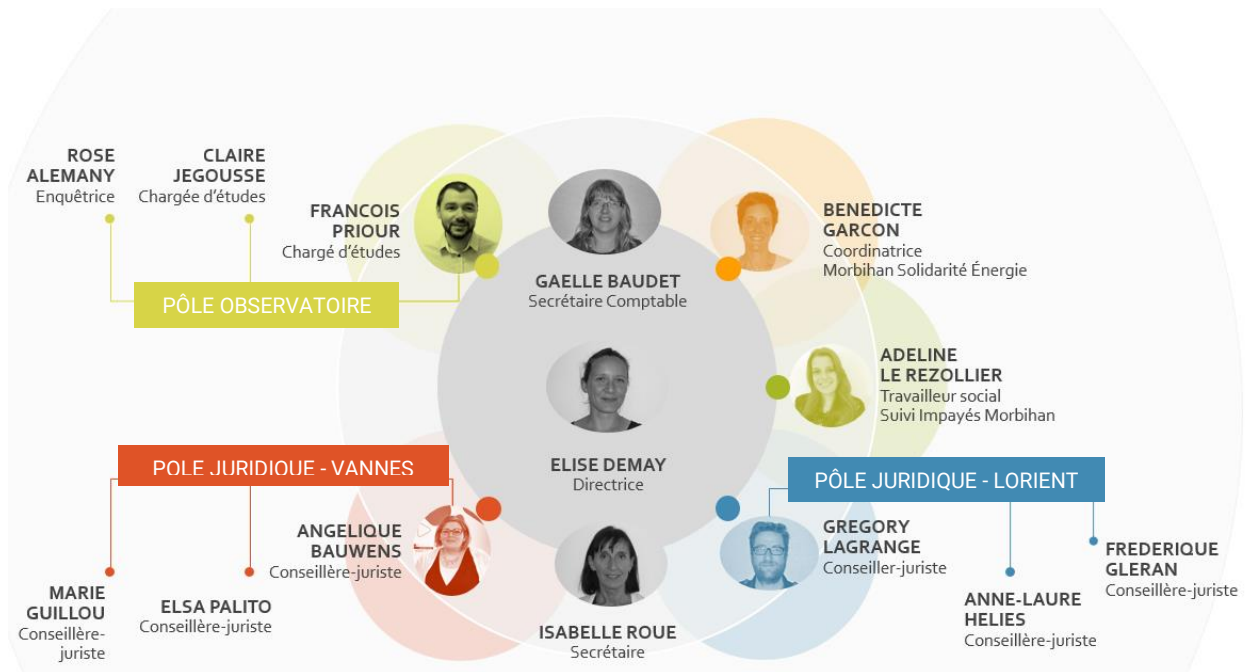 ROSE
ALEMANY
Enquêtrice
CLAIRE
JEGOUSSE
Chargée d'études
FRANCOIS
PRIOUR
Chargé d'études
PÔLE OBSERVATOIRE
GAELLE BAUDET
Secrétaire Comptable
BENEDICTE
GARCON
Coordinatrice
Morbihan Solidarité Énergie
ADELINE
LE REZOLLIER
Travailleur social
Suivi Impayés Morbihan
ELISE DEMAY
Directrice
POLE JURIDIQUE - VANNES
ANGELIQUE
BAUWENS
Conseillère-juriste
MARIE
GUILLOU
Conseillère-
juriste
ELSA PALITO
Conseillère-juriste
ISABELLE ROUE
Secrétaire
PÔLE JURIDIQUE - LORIENT
GREGORY
LAGRANGE
Conseiller-juriste
ANNE-LAURE
HELIES
Conseillère-juriste
FREDERIQUE
GLERAN
Conseillère-juriste